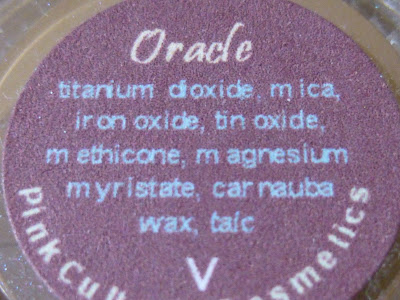 Oracle
titanium dioxide, mica,
iron oxide, tin oxide,
methicone, magnesium
myristate, carnauba
wax, talc
V
Pink